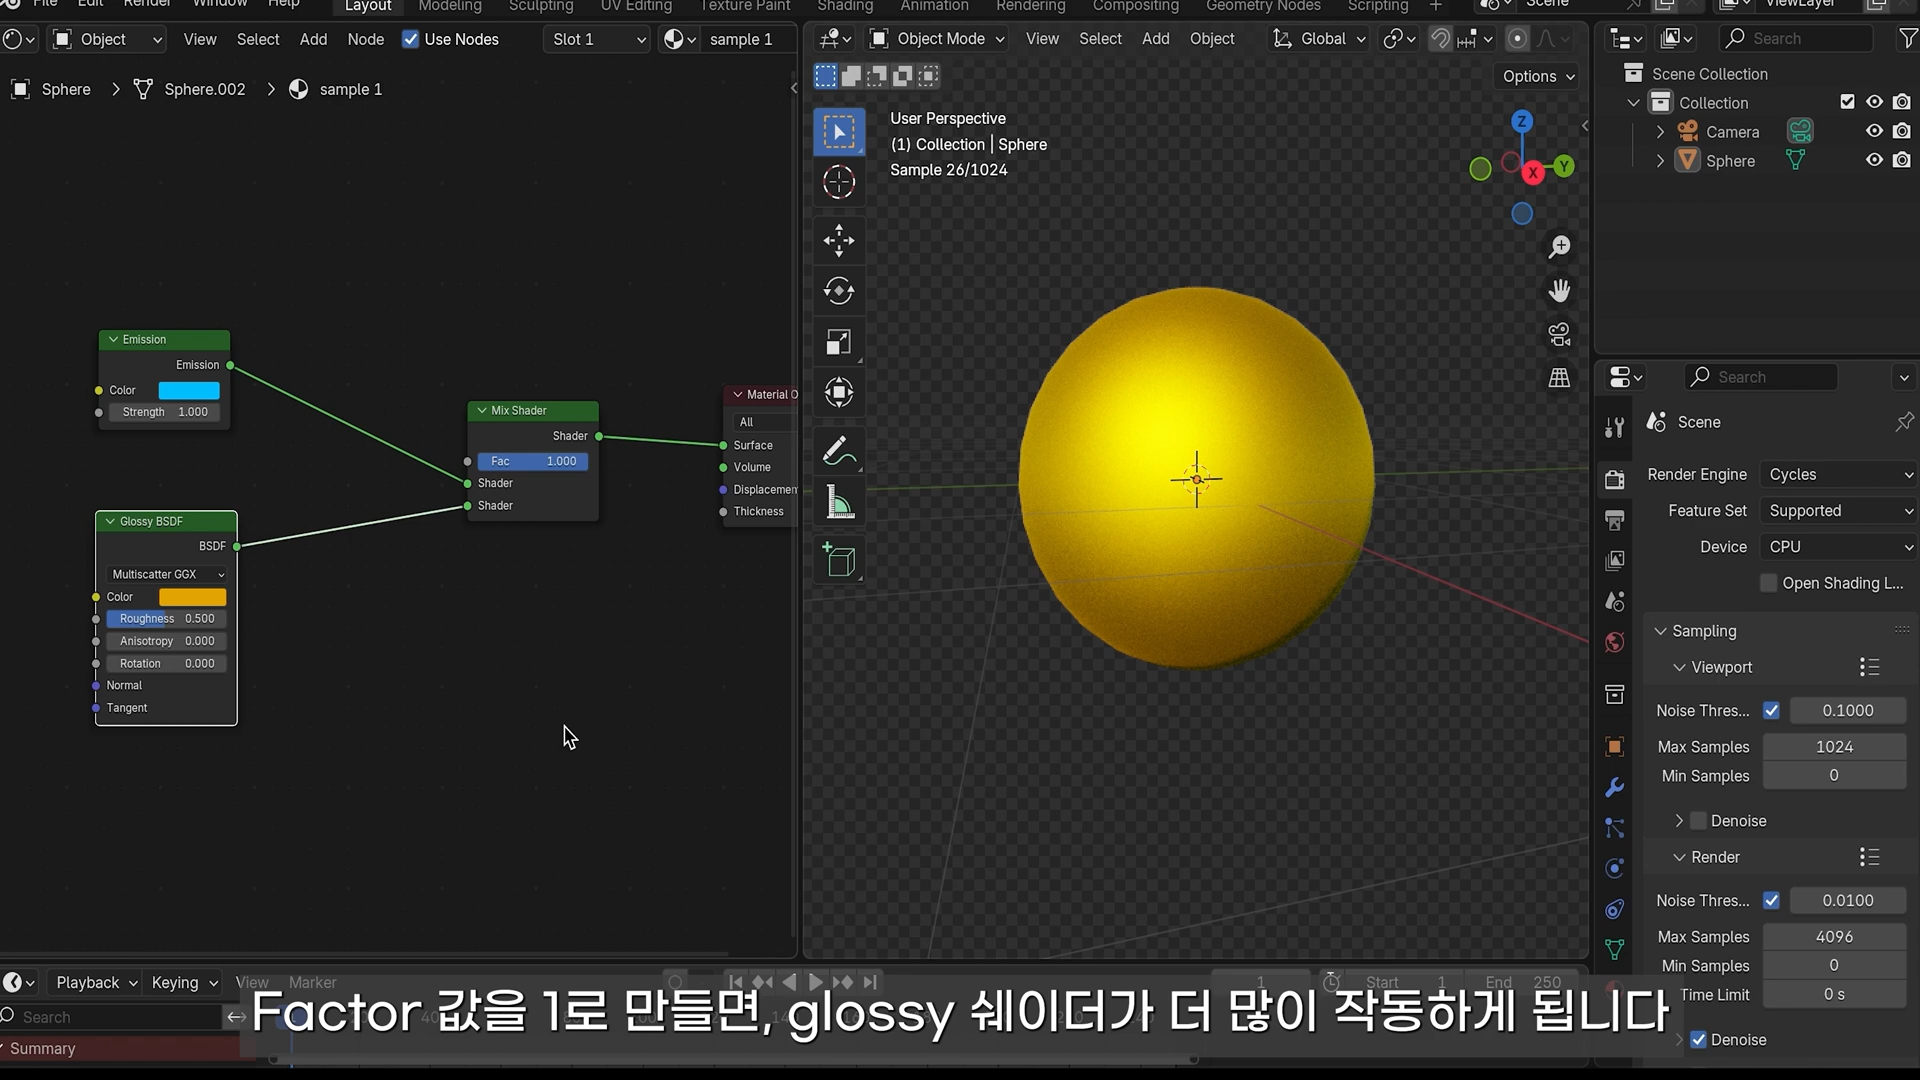 File Edit Render Window Help Layout Modeling Sculpting UV Editing Texture Paint Shading Animation Rendering Compositing Geometry Nodes Scripting + Scene ViewLayer
Object View Select Add Node Use Nodes Slot 1 sample 1
Object Mode View Select Add Object Global
Search
Options
Sphere > Sphere.002 > sample 1
User Perspective
(1) Collection | Sphere
Sample 26/1024
Z
Y
X
Scene Collection
Collection
Camera
Sphere
Emission
Emission
Color
Strength 1.000
Glossy BSDF
BSDF
Multiscatter GGX
Color
Roughness 0.500
Anisotropy 0.000
Rotation 0.000
Normal
Tangent
Mix Shader
Shader
Fac 1.000
Shader
Shader
Material O
All
Surface
Volume
Displacemen
Thickness
Search
Scene
Render Engine Cycles
Feature Set Supported
Device CPU
Open Shading L...
Sampling
Viewport
Noise Thres... 0.1000
Max Samples 1024
Min Samples 0
Denoise
Render
Noise Thres... 0.0100
Max Samples 4096
Min Samples 0
Time Limit 0 s
Denoise
Playback Keying View Marker
1 Start 1 End 250
Search
Summary
Factor 값을 1로 만들면, glossy 쉐이더가 더 많이 작동하게 됩니다